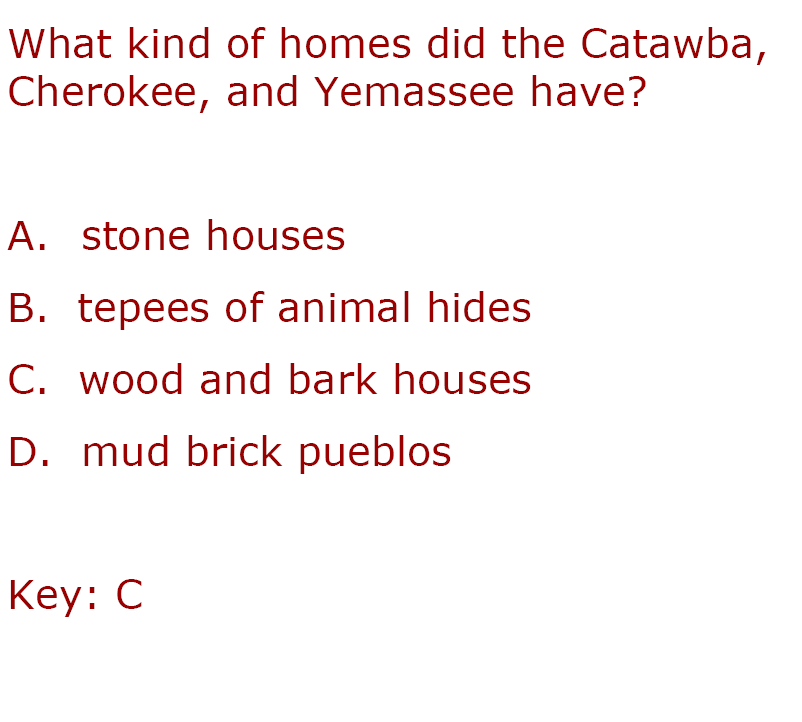 What kind of homes did the Catawba,
Cherokee, and Yemassee have?
A. stone houses
B. tepees of animal hides
C. wood and bark houses
D. mud brick pueblos
Key: C